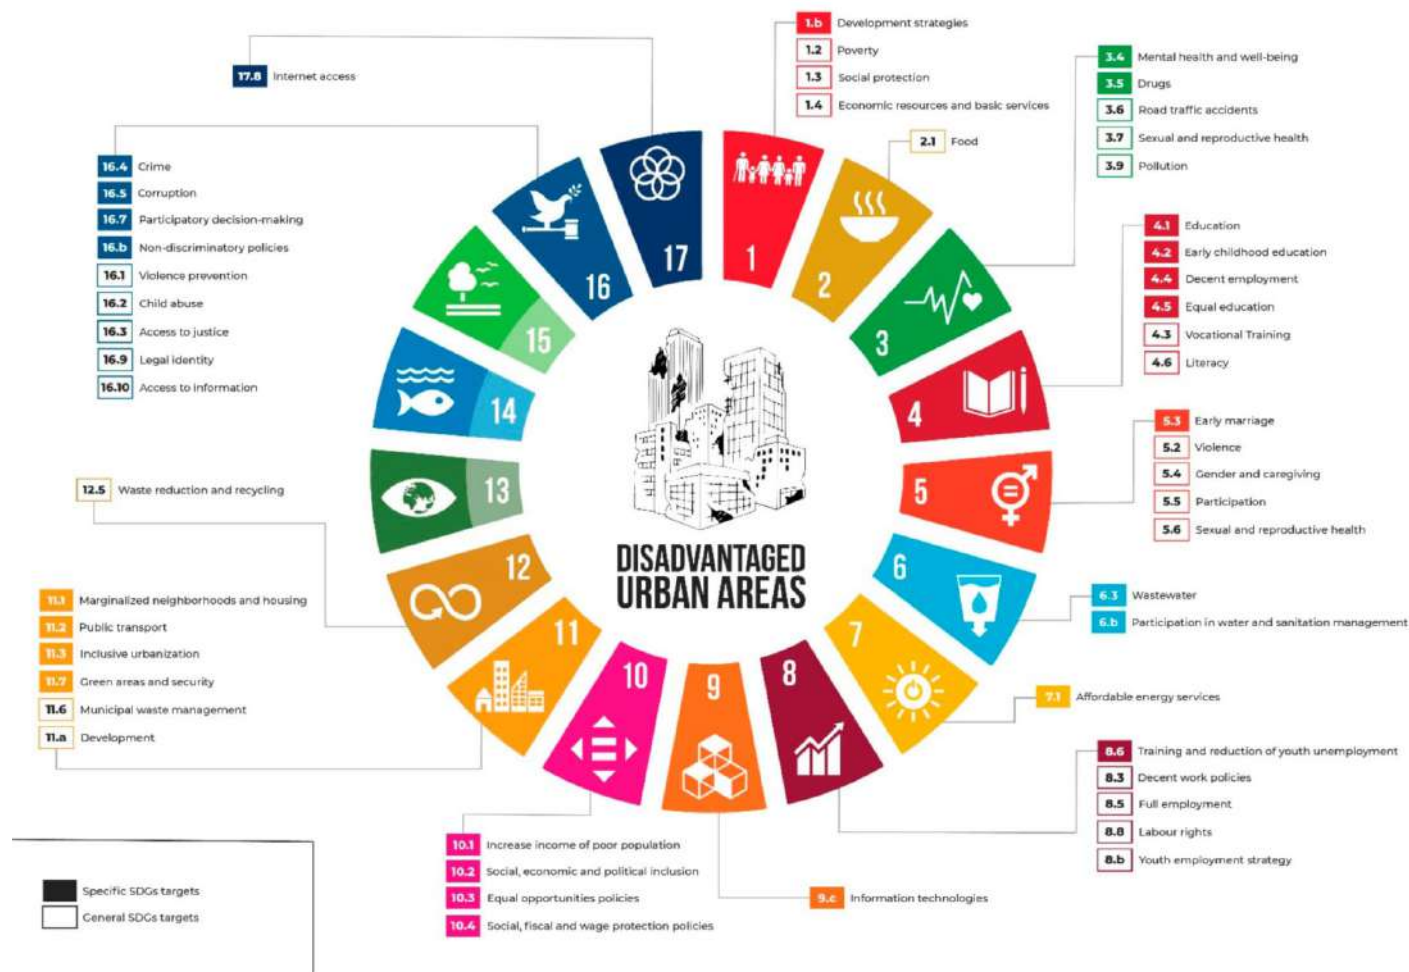 1.b Development strategies
1.2 Poverty
1.3 Social protection
1.4 Economic resources and basic services
2.1 Food
3.4 Mental health and well-being
3.5 Drugs
3.6 Road traffic accidents
3.7 Sexual and reproductive health
3.9 Pollution
4.1 Education
4.2 Early childhood education
4.4 Decent employment
4.5 Equal education
4.3 Vocational Training
4.6 Literacy
5.3 Early marriage
5.2 Violence
5.4 Gender and caregiving
5.5 Participation
5.6 Sexual and reproductive health
6.3 Wastewater
6.b Participation in water and sanitation management
7.1 Affordable energy services
8.6 Training and reduction of youth unemployment
8.3 Decent work policies
8.5 Full employment
8.8 Labour rights
8.b Youth employment strategy
9.c Information technologies
10.1 Increase income of poor population
10.2 Social, economic and political inclusion
10.3 Equal opportunities policies
10.4 Social, fiscal and wage protection policies
11.1 Marginalized neighborhoods and housing
11.2 Public transport
11.3 Inclusive urbanization
11.7 Green areas and security
11.6 Municipal waste management
11.a Development
12.5 Waste reduction and recycling
16.4 Crime
16.5 Corruption
16.7 Participatory decision-making
16.b Non-discriminatory policies
16.1 Violence prevention
16.2 Child abuse
16.3 Access to justice
16.9 Legal identity
16.10 Access to information
17.8 Internet access
1
2
3
4
5
6
7
8
9
10
11
12
13
14
15
16
17
DISADVANTAGED
URBAN AREAS
Specific SDGs targets
General SDGs targets